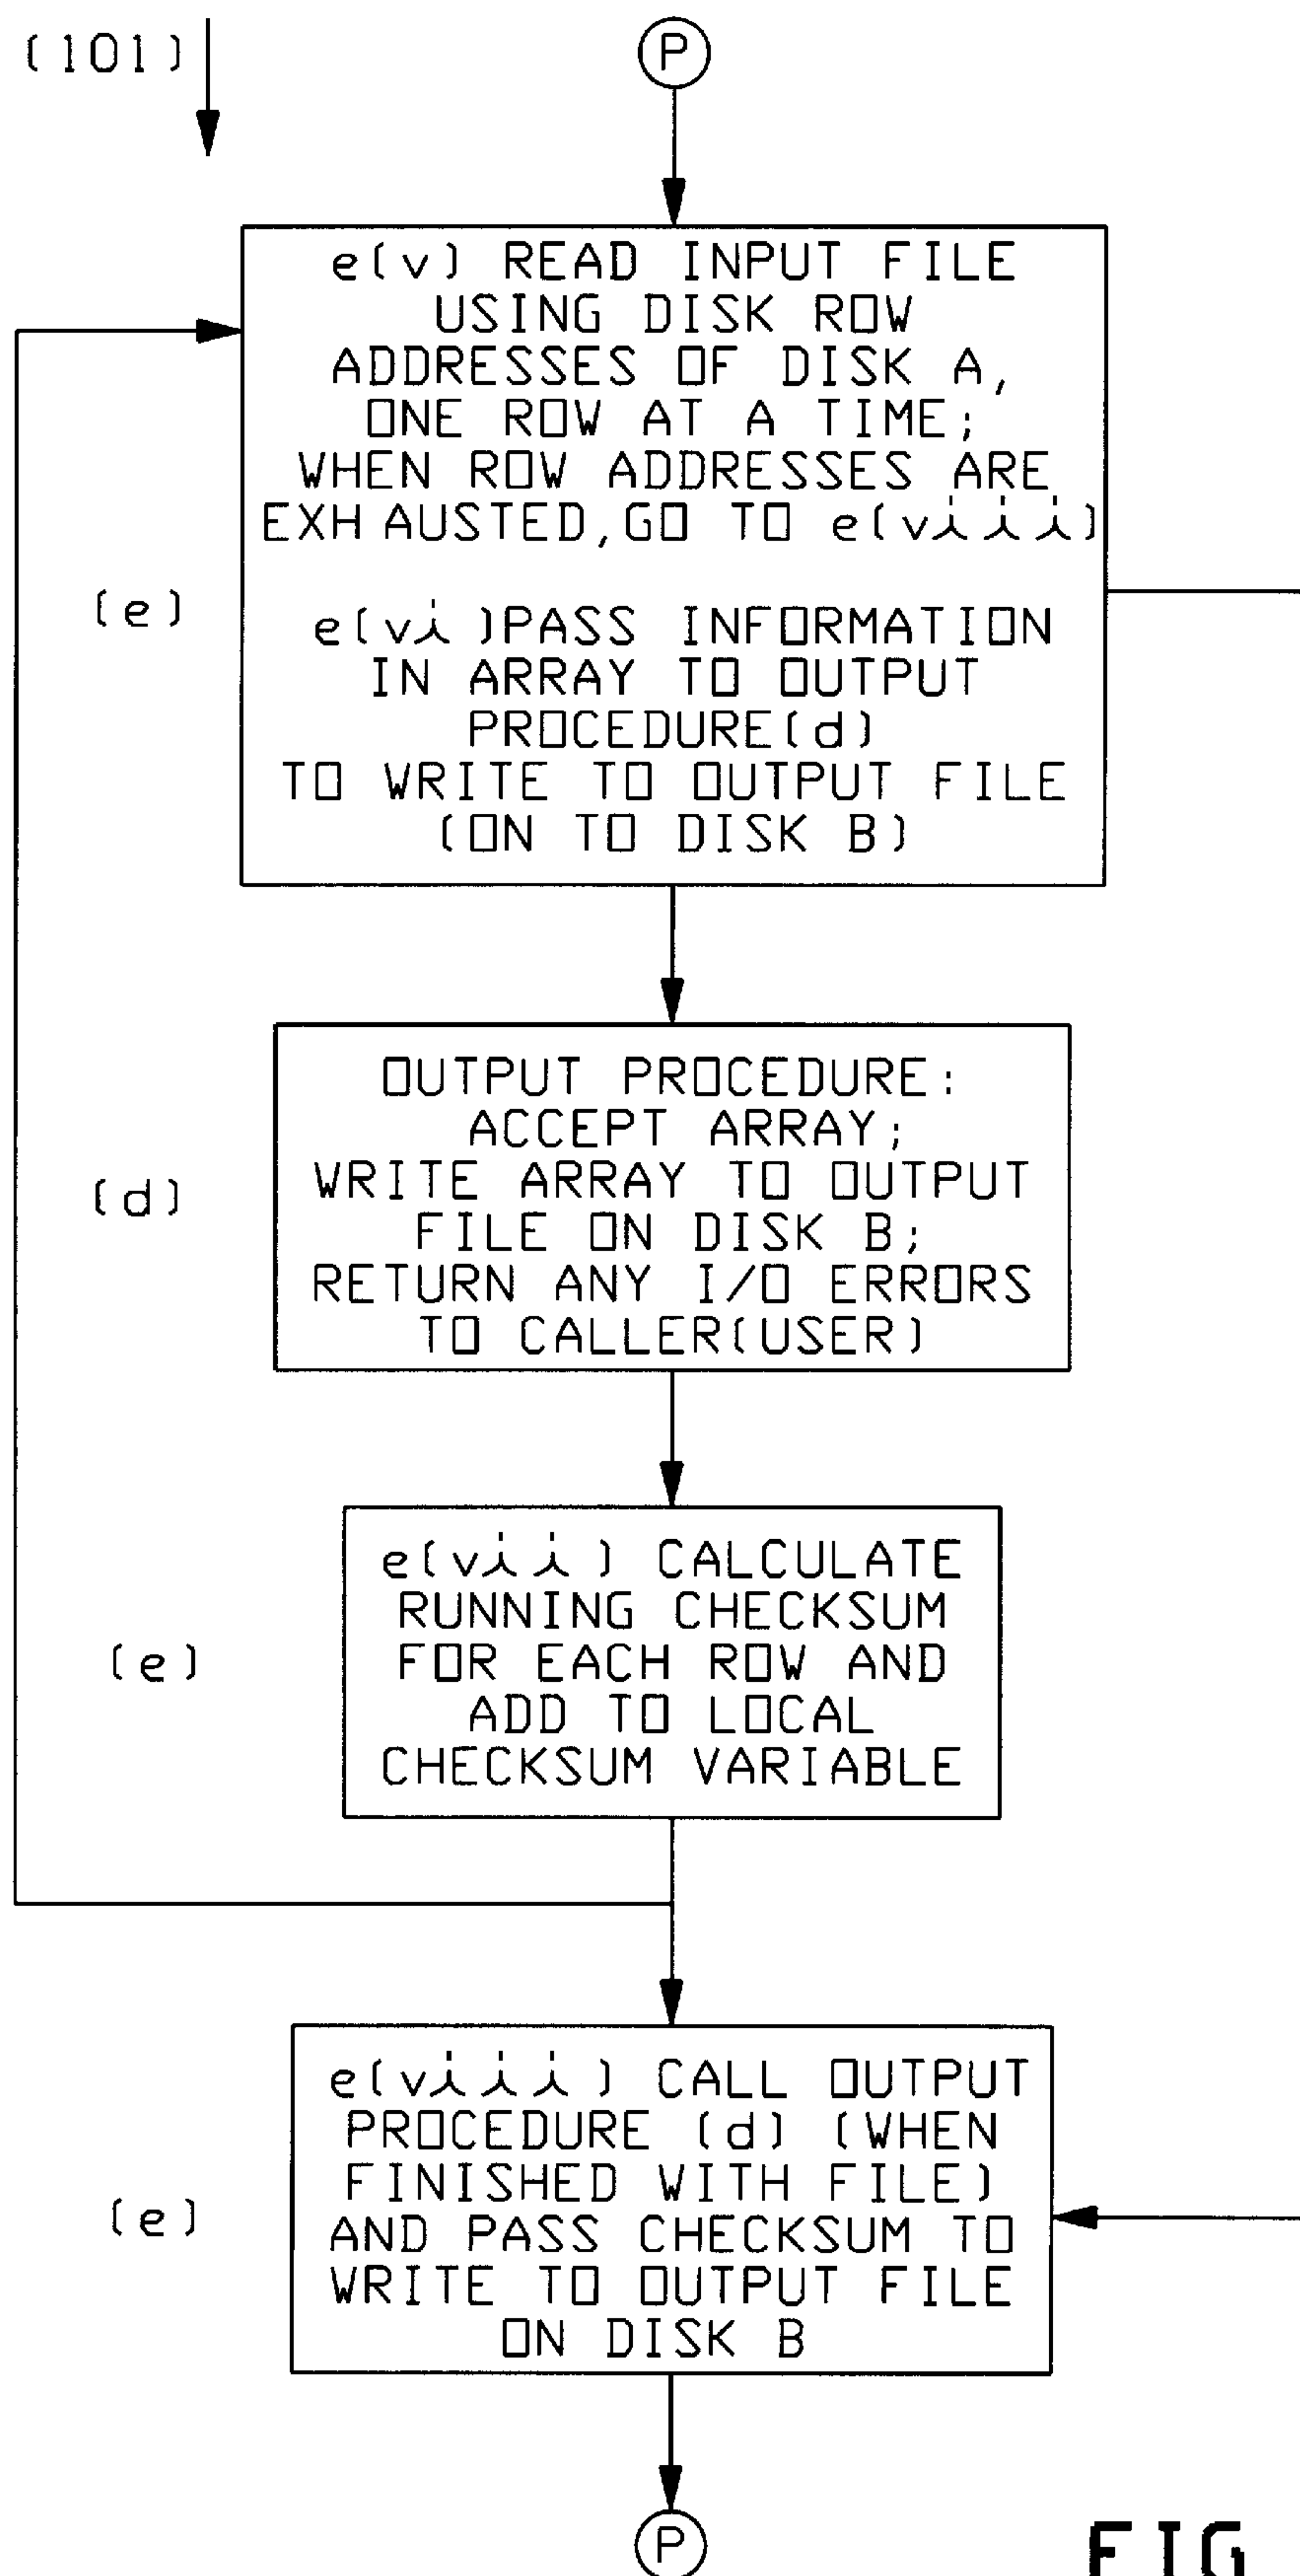 (101)
P
e(v) READ INPUT FILE
USING DISK ROW
ADDRESSES OF DISK A,
ONE ROW AT A TIME;
WHEN ROW ADDRESSES ARE
EXH AUSTED,GO TO e(viii)
(e)
e(vi )PASS INFORMATION
IN ARRAY TO OUTPUT
PROCEDURE(d)
TO WRITE TO OUTPUT FILE
(ON TO DISK B)
OUTPUT PROCEDURE:
ACCEPT ARRAY;
WRITE ARRAY TO OUTPUT
(d)
FILE ON DISK B;
RETURN ANY I/O ERRORS
TO CALLER(USER)
e(vii) CALCULATE
RUNNING CHECKSUM
FOR EACH ROW AND
(e)
ADD TO LOCAL
CHECKSUM VARIABLE
e(viii ) CALL OUTPUT
PROCEDURE (d) (WHEN
FINISHED WITH FILE)
(e)
AND PASS CHECKSUM TO
WRITE TO OUTPUT FILE
ON DISK B
P
FIG